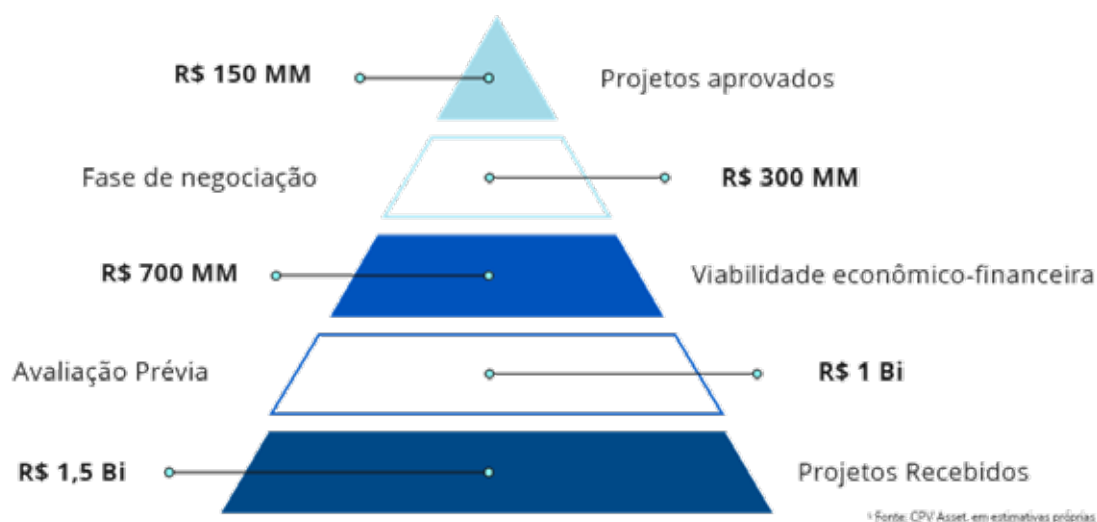 R$ 150 MM
Projetos aprovados
Fase de negociação
R$ 300 MM
R$ 700 MM
Viabilidade econômico-financeira
Avaliação Prévia
R$ 1 Bi
R$ 1,5 Bi
Projetos Recebidos
Fonte: CPV Asset, em estimativas próprias